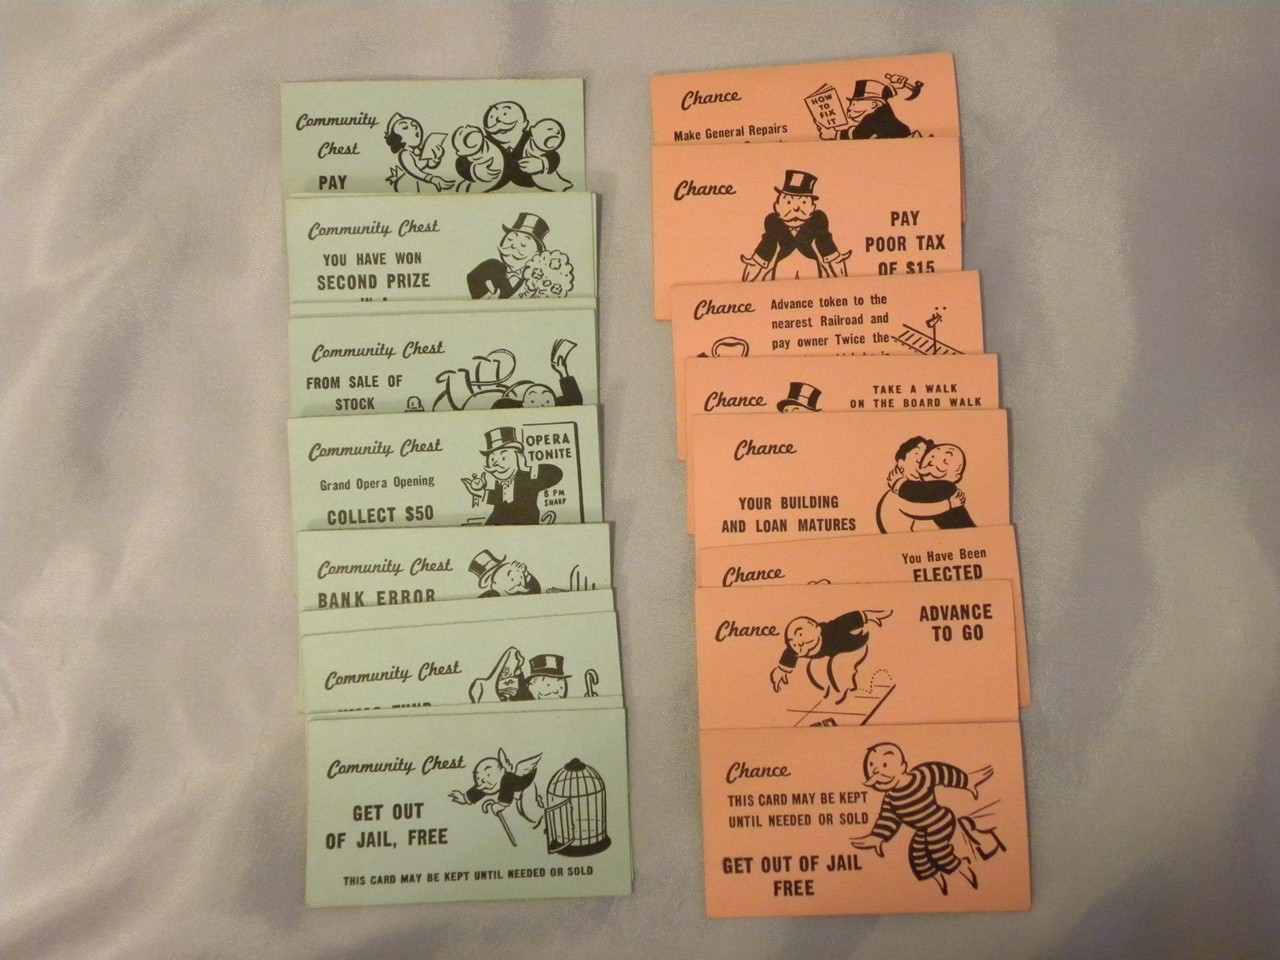 Community
Chest
PAY
Community Chest
YOU HAVE WON
SECOND PRIZE
Community Chest
FROM SALE OF
STOCK
Community Chest
OPERA
TONITE
8 PM
SHARP
Grand Opera Opening
COLLECT $50
Community Chest
BANK ERROR
Community Chest
Community Chest
GET OUT
OF JAIL, FREE
THIS CARD MAY BE KEPT UNTIL NEEDED OR SOLD
Chance
HOW
TO
FIX
IT
Make General Repairs
Chance
PAY
POOR TAX
OF $15
Chance
Advance token to the
nearest Railroad and
pay owner Twice the
Chance
TAKE A WALK
ON THE BOARD WALK
Chance
YOUR BUILDING
AND LOAN MATURES
Chance
You Have Been
ELECTED
Chance
ADVANCE
TO GO
Chance
THIS CARD MAY BE KEPT
UNTIL NEEDED OR SOLD
GET OUT OF JAIL
FREE